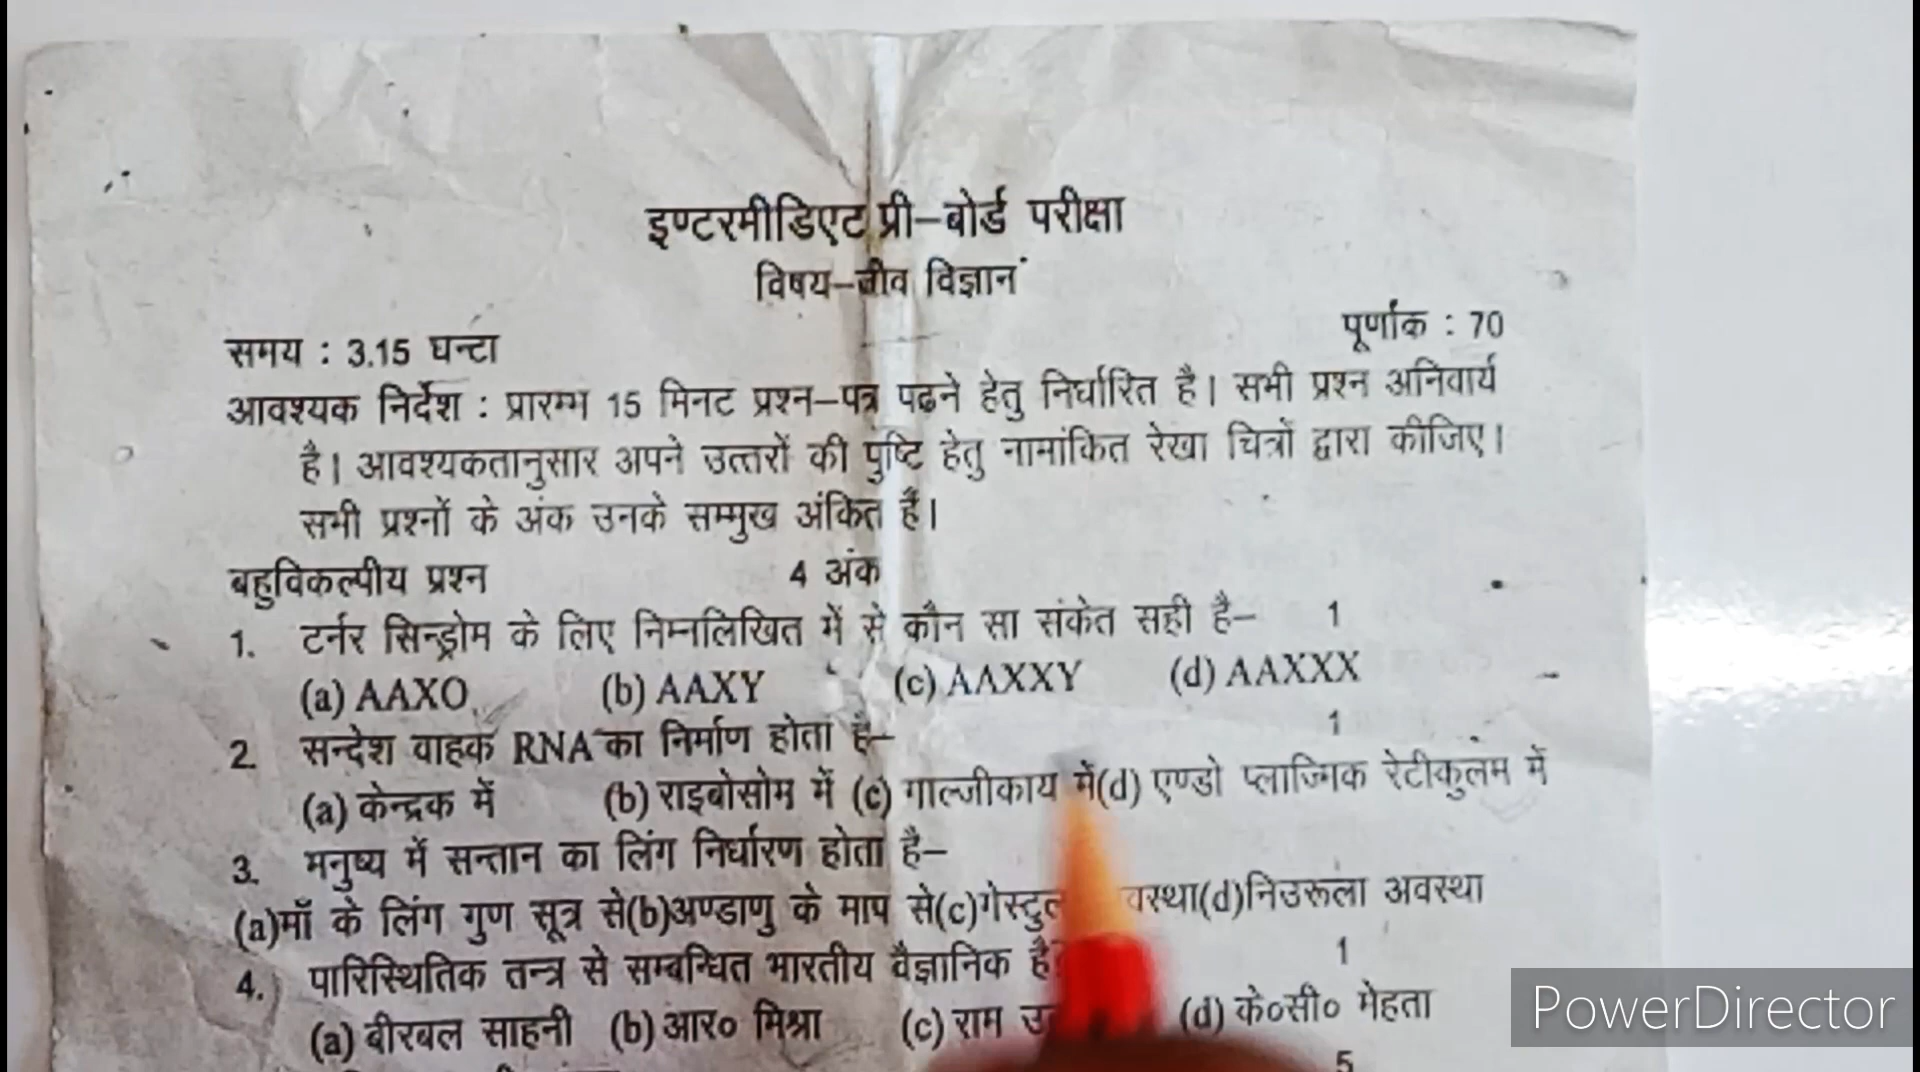 इण्टरमीडिएट प्री–बोर्ड परीक्षा
विषय–जीव विज्ञान
पूर्णांक : 70
समय : 3.15 घन्टा
आवश्यक निर्देश : प्रारम्भ 15 मिनट प्रश्न–पत्र पढने हेतु निर्धारित है। सभी प्रश्न अनिवार्य
है। आवश्यकतानुसार अपने उत्तरों की पुष्टि हेतु नामांकित रेखा चित्रों द्वारा कीजिए।
सभी प्रश्नों के अंक उनके सम्मुख अंकित हैं।
बहुविकल्पीय प्रश्न 4 अंक
1. टर्नर सिन्ड्रोम के लिए निम्नलिखित में से कौन सा संकेत सही है– 1
(a) AAXO (b) AAXY (c) AAXXY (d) AAXXX
2. सन्देश वाहक RNA का निर्माण होता है– 1
(a) केन्द्रक में (b) राइबोसोम में (c) गाल्जीकाय में(d) एण्डो प्लाज्मिक रेटीकुलम में
3. मनुष्य में सन्तान का लिंग निर्धारण होता है–
(a)माँ के लिंग गुण सूत्र से(b)अण्डाणु के माप से(c) (d)निउरूला अवस्था
4. पारिस्थितिक तन्त्र से सम्बन्धित भारतीय वैज्ञानिक है 1
(a) बीरबल साहनी (b) आर० मिश्रा (c) राम (d) के०सी० मेहता
5
PowerDirector